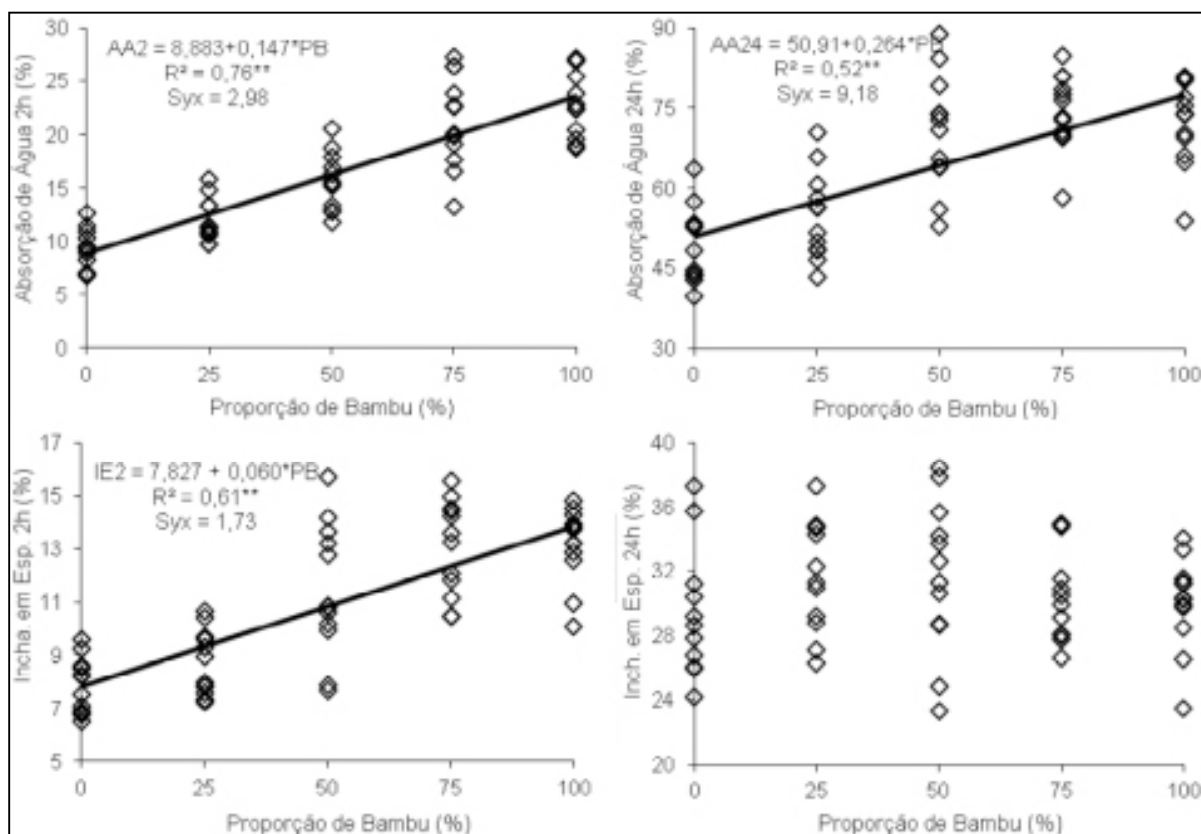 AA2 = 8,883+0,147*PB
R² = 0,76**
Syx = 2,98
Absorção de Água 2h (%)
30
25
20
15
10
5
0
0 25 50 75 100
Proporção de Bambu (%)
AA24 = 50,91+0,264*PB
R² = 0,52**
Syx = 9,18
Absorção de Água 24h (%)
90
75
60
45
30
0 25 50 75 100
Proporção de Bambu (%)
IE2 = 7,827 + 0,060*PB
R² = 0,61**
Syx = 1,73
Incha. em Esp. 2h (%)
17
15
13
11
9
7
5
0 25 50 75 100
Proporção de Bambu (%)
Inch. em Esp. 24h (%)
40
36
32
28
24
20
0 25 50 75 100
Proporção de Bambu (%)